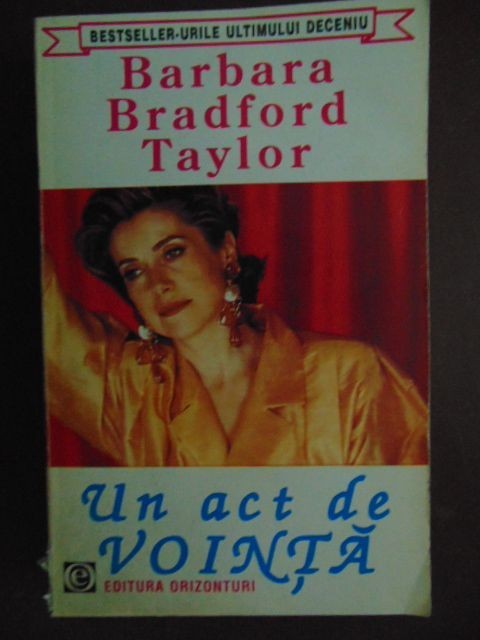 BESTSELLER-URILE ULTIMULUI DECENIU
Barbara
Bradford
Taylor
Un act de
VOINȚĂ
e
EDITURA ORIZONTURI